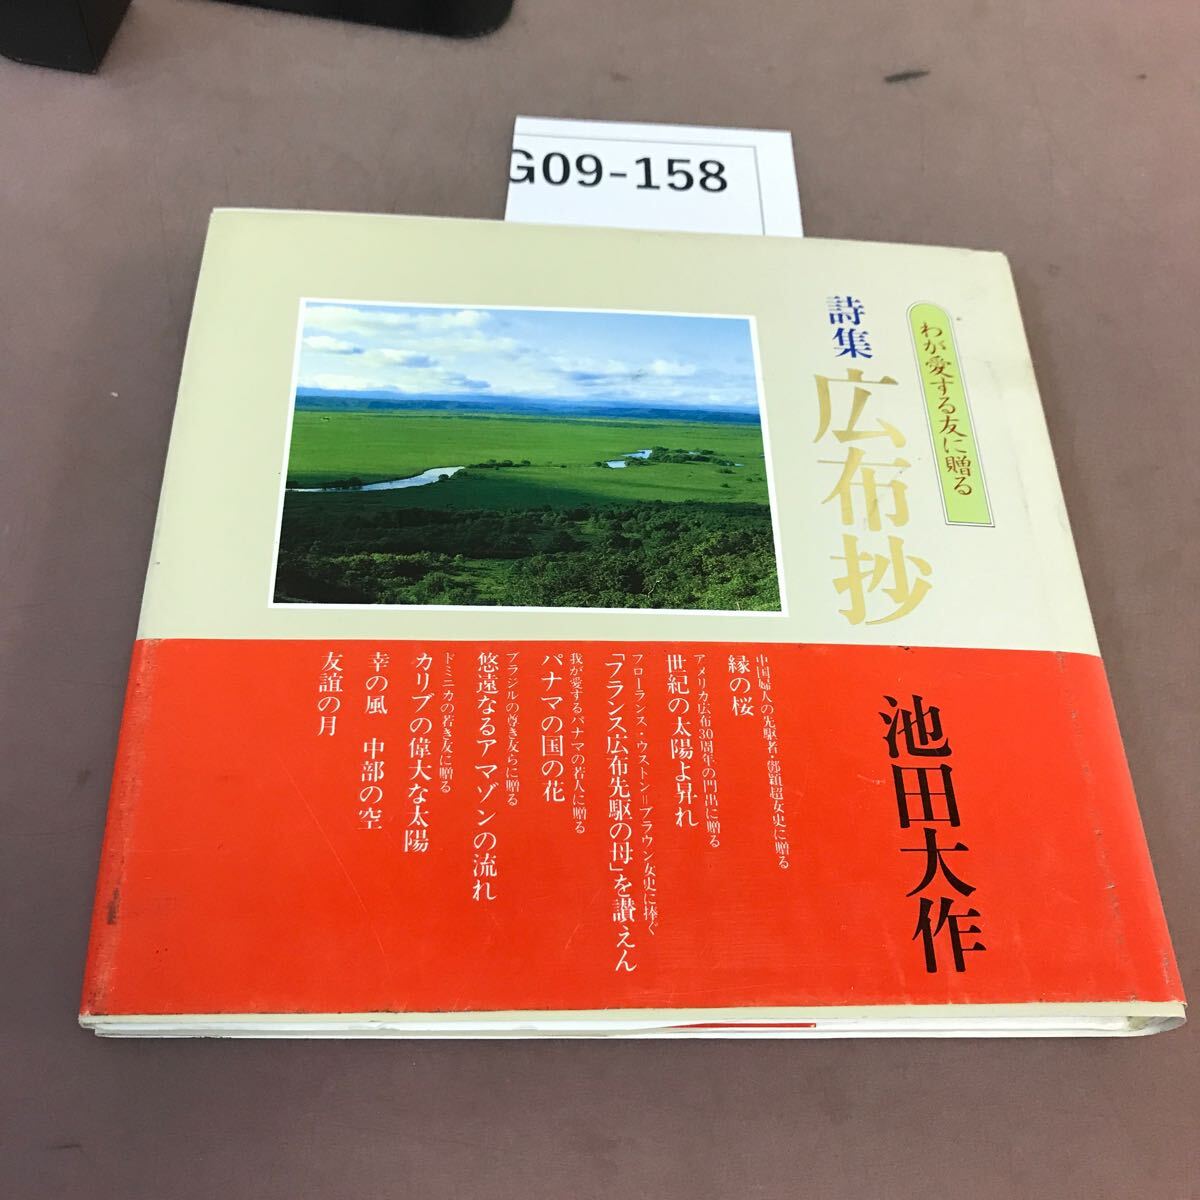 G09-158
わが愛する友に贈る
詩集 広布抄
池田大作
中国婦人の先駆者・鄧穎超女史に贈る
縁の桜
アメリカ広布30周年の門出に贈る
世紀の太陽よ昇れ
フローランス・ウストン=ブラウン女史に捧ぐ
「フランス広布先駆の母」を讃えん
我が愛するパナマの若人に贈る
パナマの国の花
ブラジルの尊き友らに贈る
悠遠なるアマゾンの流れ
ドミニカの若き友に贈る
カリブの偉大な太陽
幸の風 中部の空
友誼の月